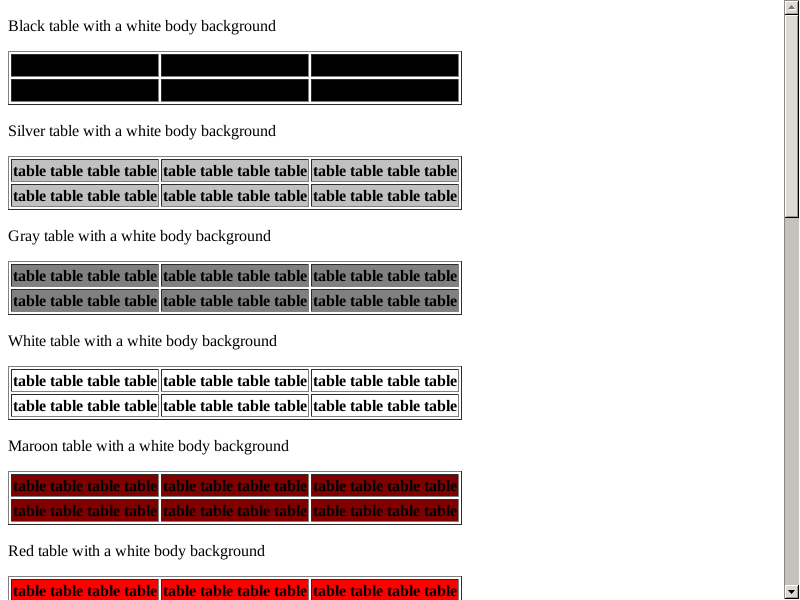 Black table with a white body background
Silver table with a white body background
table table table table table table table table table table table table
table table table table table table table table table table table table
Gray table with a white body background
table table table table table table table table table table table table
table table table table table table table table table table table table
White table with a white body background
table table table table table table table table table table table table
table table table table table table table table table table table table
Maroon table with a white body background
table table table table table table table table table table table table
table table table table table table table table table table table table
Red table with a white body background
table table table table table table table table table table table table